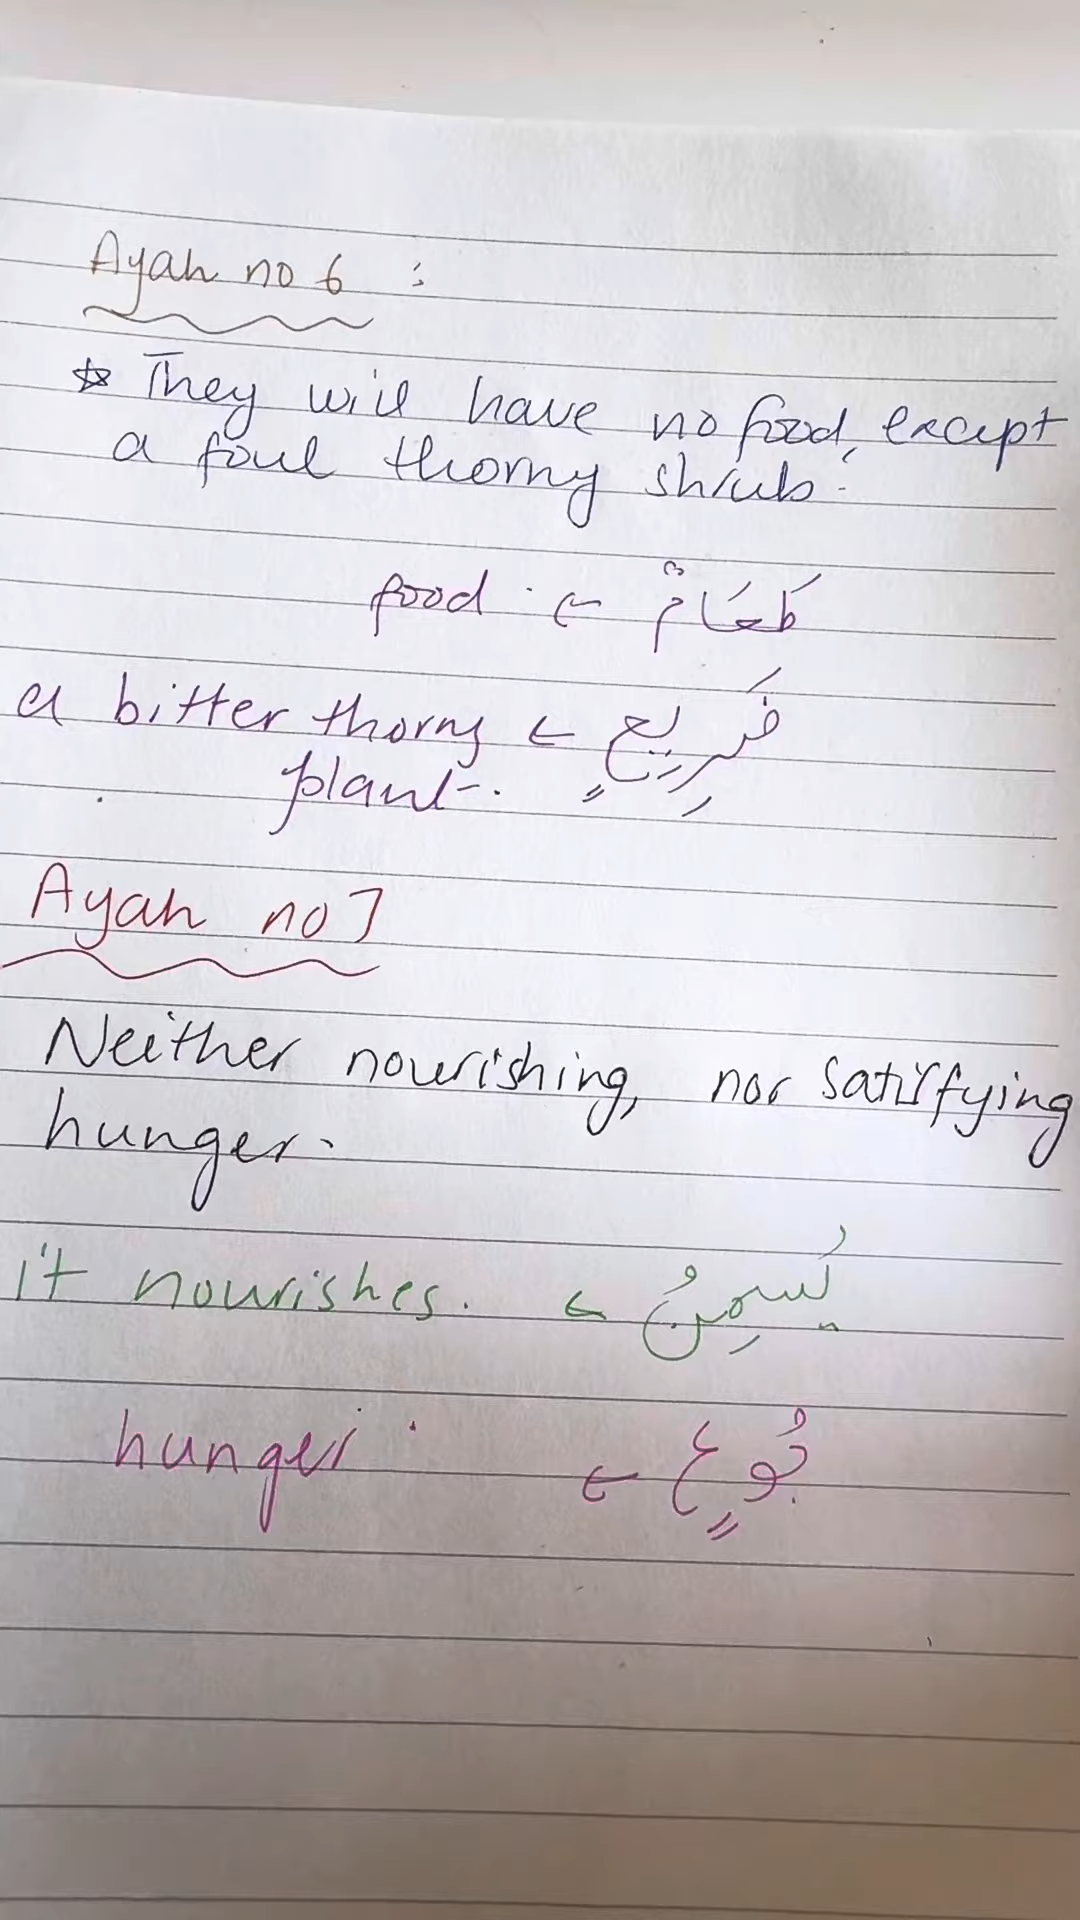 Ayah no 6 :
☆ They will have no food, except
a foul thorny shrub.
food ← طَعَامٌ
a bitter thorny ← ضَرِيعٍ
plant.
Ayah no 7
Neither nourishing, nor satisfying
hunger.
it nourishes. ← يُسمِنُ
hunger ← جُوعٍ